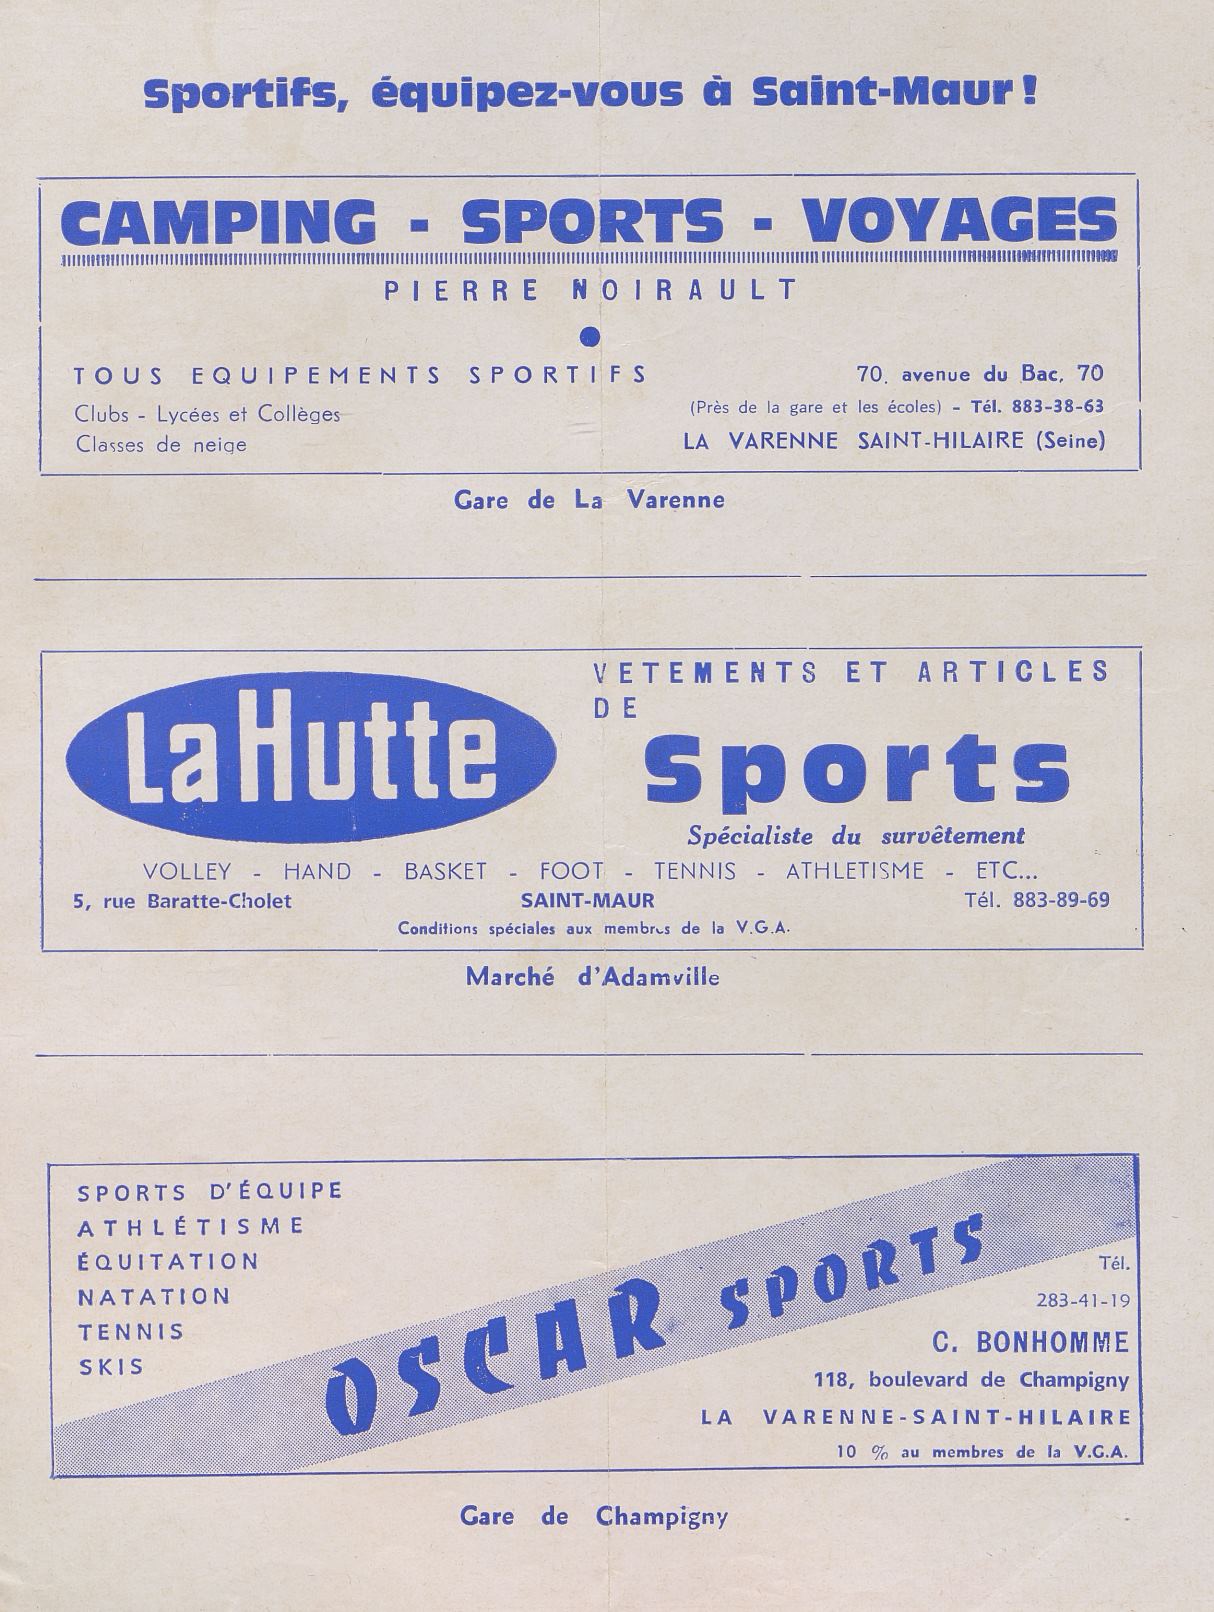 Sportifs, équipez-vous à Saint-Maur !
CAMPING - SPORTS - VOYAGES
PIERRE NOIRAULT
TOUS EQUIPEMENTS SPORTIFS
70, avenue du Bac, 70
Clubs - Lycées et Collèges
(Près de la gare et les écoles) - Tél. 883-38-63
Classes de neige
LA VARENNE SAINT-HILAIRE (Seine)
Gare de La Varenne
LaHutte
VETEMENTS ET ARTICLES
DE
Sports
Spécialiste du survêtement
VOLLEY - HAND - BASKET - FOOT - TENNIS - ATHLETISME - ETC...
5, rue Baratte-Cholet SAINT-MAUR Tél. 883-89-69
Conditions spéciales aux membres de la V.G.A.
Marché d'Adamville
SPORTS D'ÉQUIPE
ATHLÉTISME
ÉQUITATION
NATATION
TENNIS
SKIS
OSCAR SPORTS
Tél.
283-41-19
C. BONHOMME
118, boulevard de Champigny
LA VARENNE-SAINT-HILAIRE
10 % au membres de la V.G.A.
Gare de Champigny